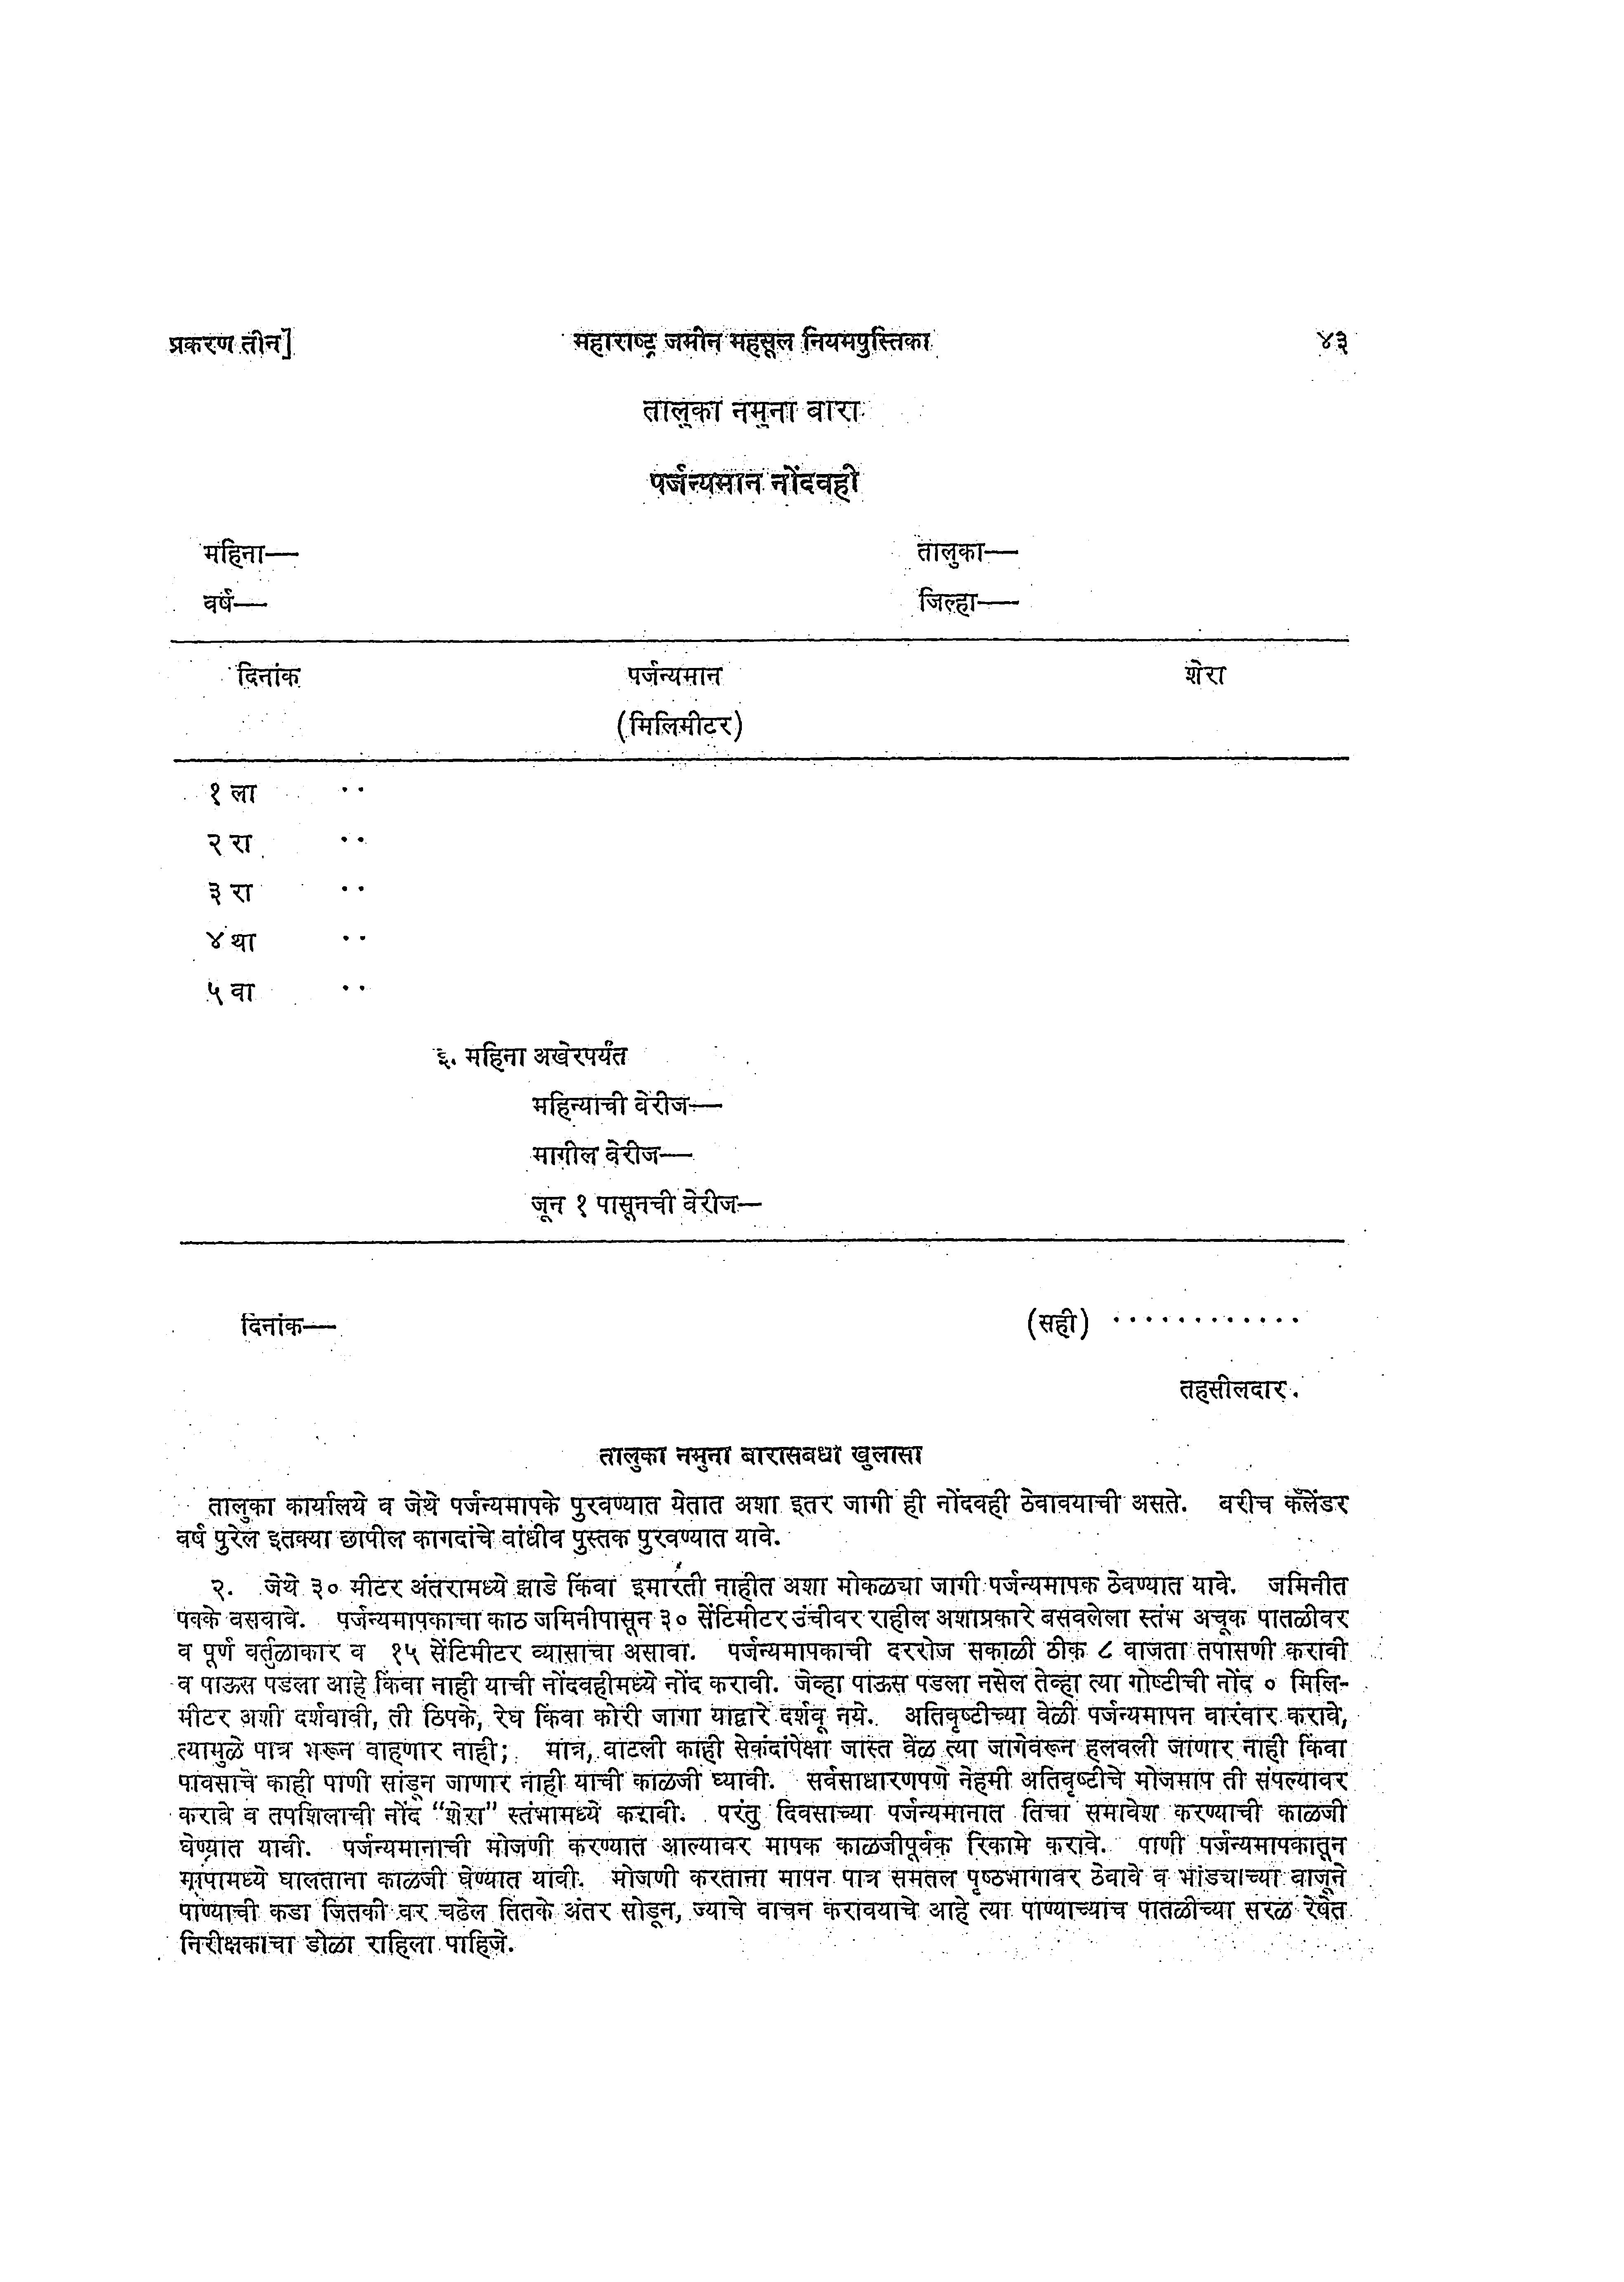 प्रकरण तीन] महाराष्ट्र जमीन महसूल नियमपुस्तिका ४३
तालुका नमुना बारा
पर्जन्यमान नोंदवही
महिना— तालुका—
वर्ष— जिल्हा—
दिनांक पर्जन्यमान शेरा
(मिलिमीटर)
१ ला ..
२ रा ..
३ रा ..
४ था ..
५ वा ..
इ. महिना अखेरपर्यंत
महिन्याची बेरीज—
मागील बेरीज—
जून १ पासूनची बेरीज—
दिनांक— (सही) ............
तहसीलदार.
तालुका नमुना बारासंबंधी खुलासा
तालुका कार्यालये व जेथे पर्जन्यमापके पुरवण्यात येतात अशा इतर जागी ही नोंदवही ठेवावयाची असते. वरीच कॅलेंडर
वर्ष पुरेल इतक्या छापील कागदांचे बांधीव पुस्तक पुरवण्यात यावे.
२. जेथे ३० मीटर अंतरामध्ये झाडे किंवा इमारती नाहीत अशा मोकळ्या जागी पर्जन्यमापक ठेवण्यात यावे. जमिनीत
पक्के बसवावे. पर्जन्यमापकाचा काठ जमिनीपासून ३० सेंटिमीटर उंचीवर राहील अशाप्रकारे बसवलेला स्तंभ अचूक पातळीवर
व पूर्ण वर्तुळाकार व १५ सेंटिमीटर व्यासाचा असावा. पर्जन्यमापकाची दररोज सकाळी ठीक ८ वाजता तपासणी करावी
व पाऊस पडला आहे किंवा नाही याची नोंदवहीमध्ये नोंद करावी. जेव्हा पाऊस पडला नसेल तेव्हा त्या गोष्टीची नोंद ० मिलि-
मीटर अशी दर्शवावी, ती ठिपके, रेघ किंवा कोरी जागा यांद्वारे दर्शवू नये. अतिवृष्टीच्या वेळी पर्जन्यमापन वारंवार करावे,
त्यामुळे पात्र भरून वाहणार नाही; मात्र, बाटली काही सेकंदांपेक्षा जास्त वेळ त्या जागेवरून हलवली जाणार नाही किंवा
पावसाचे काही पाणी सांडून जाणार नाही याची काळजी घ्यावी. सर्वसाधारणपणे नेहमी अतिवृष्टीचे मोजमाप ती संपल्यावर
करावे व तपशिलाची नोंद "शेरा" स्तंभामध्ये करावी. परंतु दिवसाच्या पर्जन्यमानात तिचा समावेश करण्याची काळजी
घेण्यात यावी. पर्जन्यमानाची मोजणी करण्यात आल्यावर मापक काळजीपूर्वक रिकामे करावे. पाणी पर्जन्यमापकातून
मापामध्ये घालताना काळजी घेण्यात यावी. मोजणी करताना मापन पात्र समतल पृष्ठभागावर ठेवावे व भांड्याच्या बाजूने
पाण्याची कडा जितकी वर चढेल तितके अंतर सोडून, ज्याचे वाचन करावयाचे आहे त्या पाण्याच्याच पातळीच्या सरळ रेषेत
निरीक्षकाचा डोळा राहिला पाहिजे.